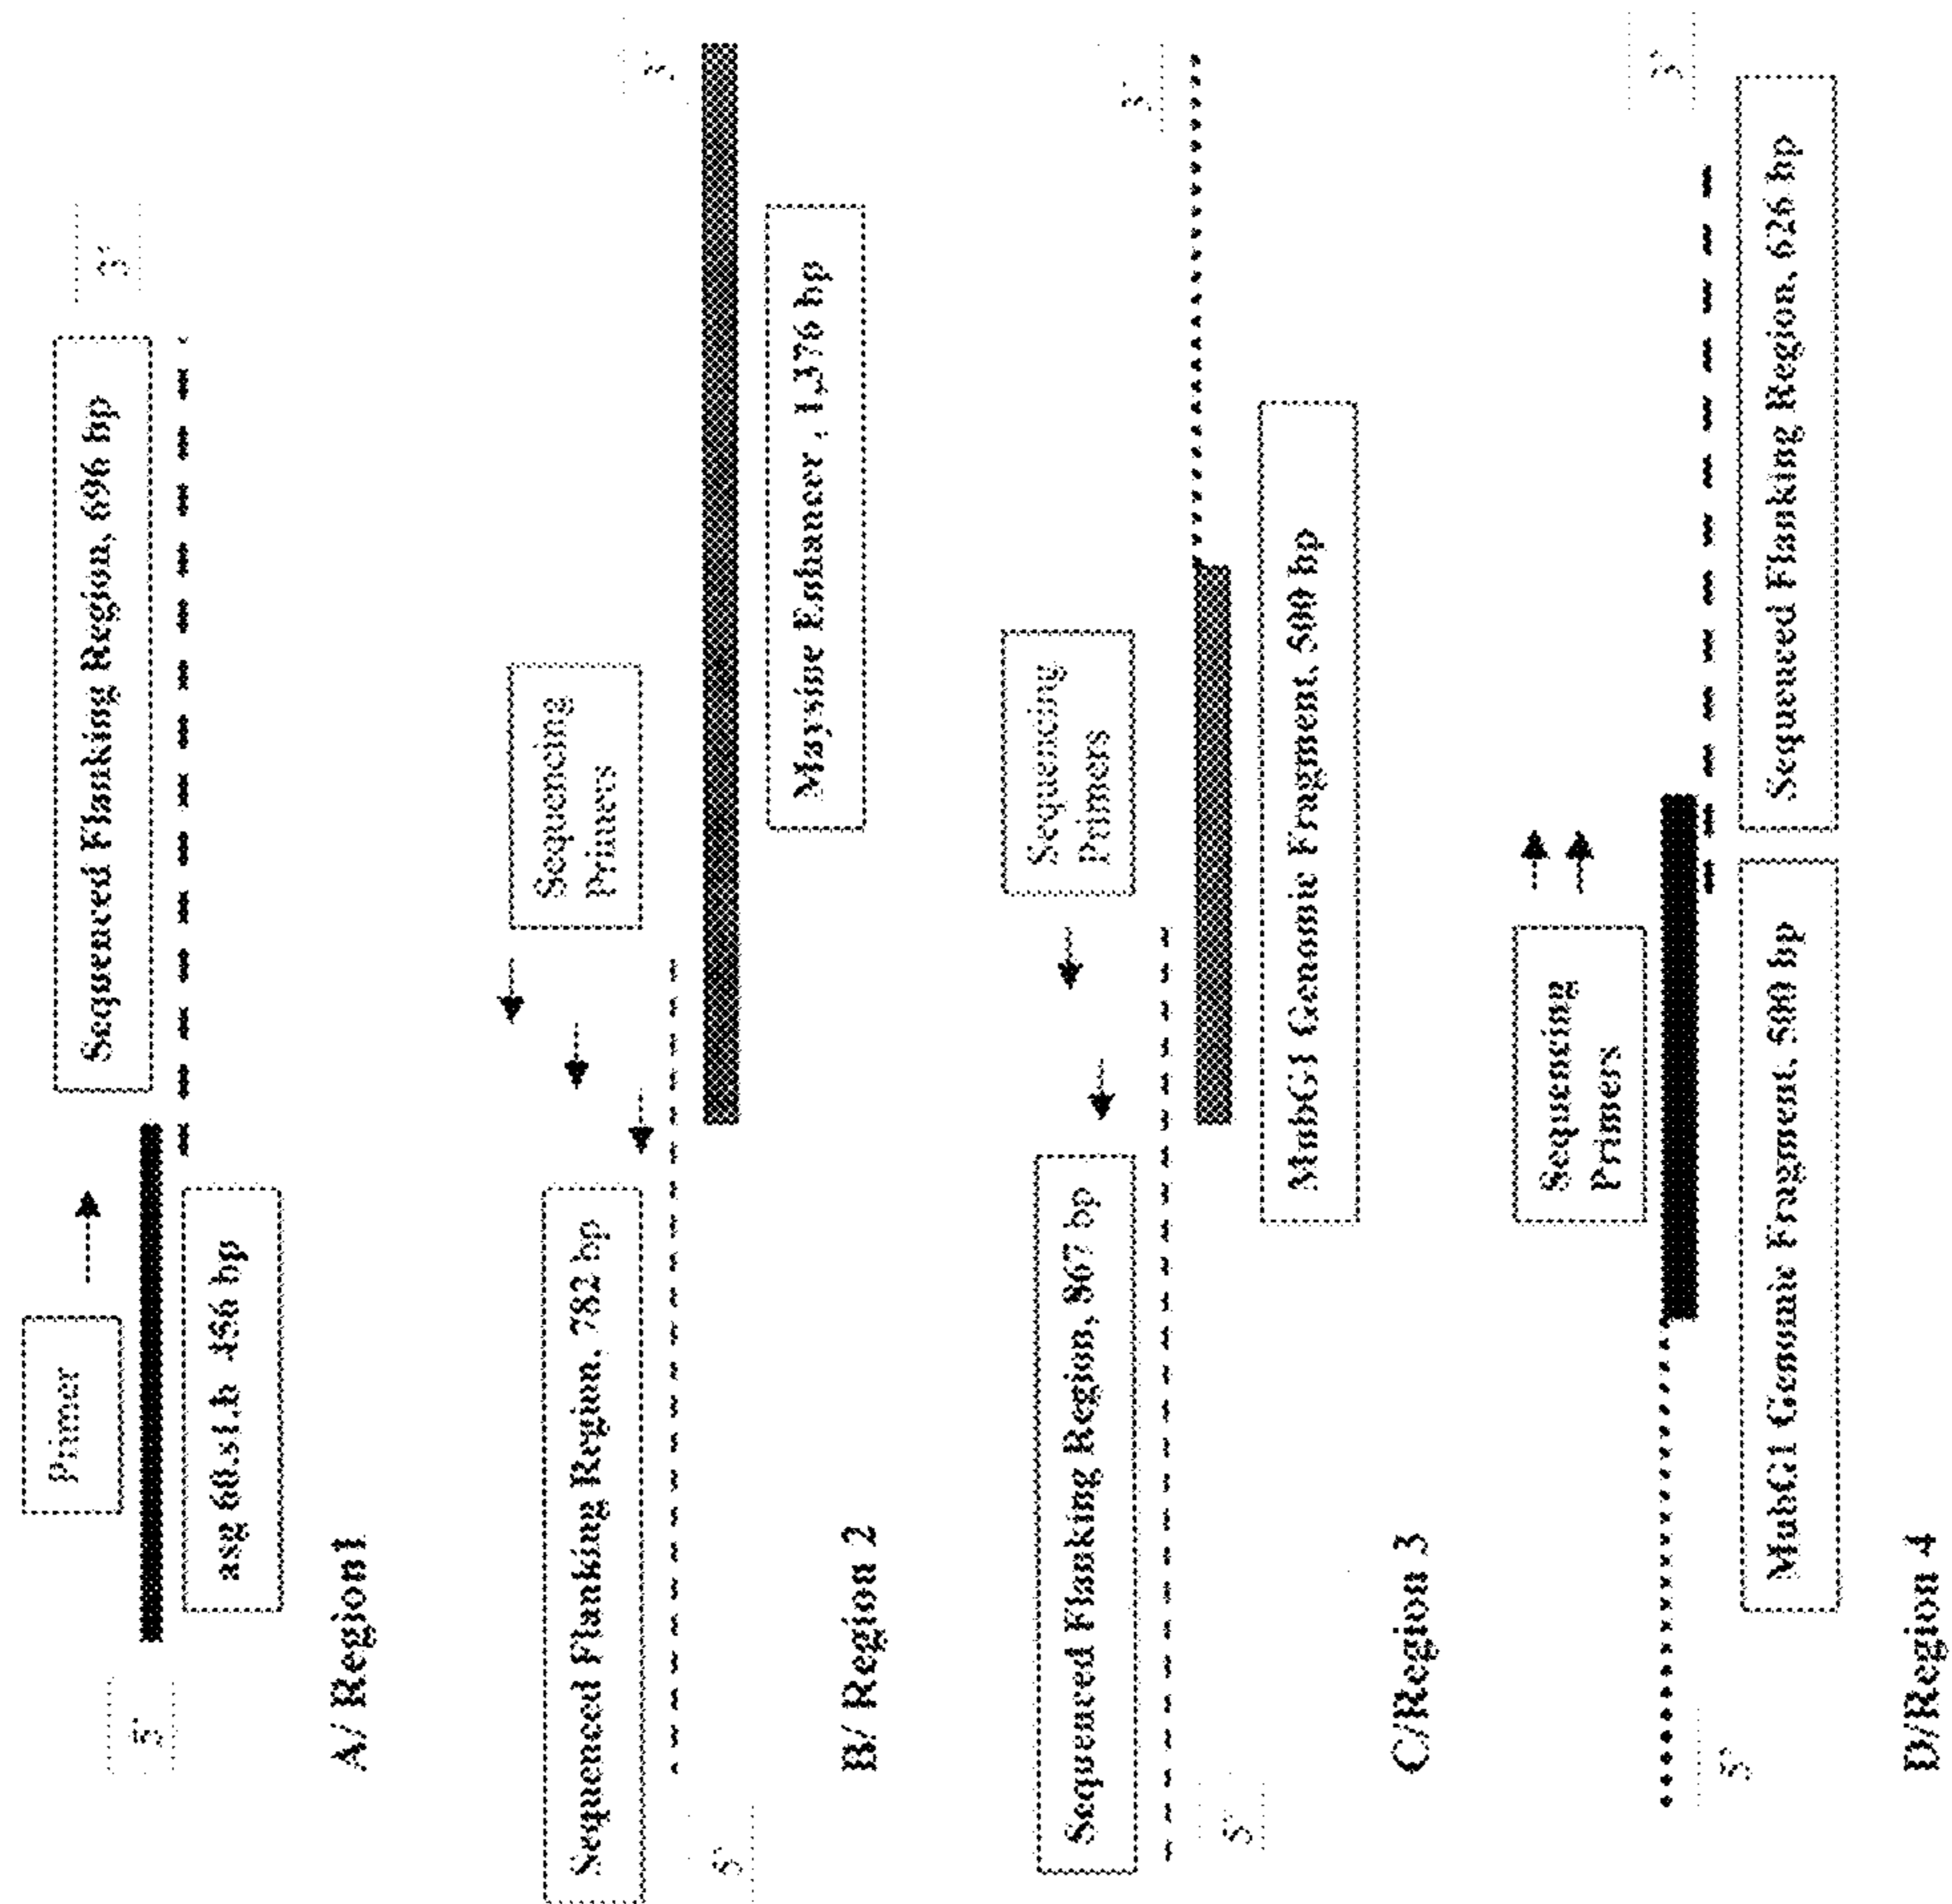 Primer
Sequenced Flanking Region, 696 bp
3'
5'
asg 60.s1.b 456 bp
A/ Region1
Sequencing
Primers
Sequenced Flanking Region, 782 bp
3'
5'
Maysine Enhancer , 1,376 bp
B/ Region 2
Sequencing
Primers
Sequenced Flanking Region, 967 bp
3'
5'
MubG1 Genomic Fragment, 500 bp
C/Region 3
Sequencing
Primers
3'
5'
MubG1 Genomic Fragment, 500 bp
Sequenced Flanking Region, 626 bp
D/Region 4